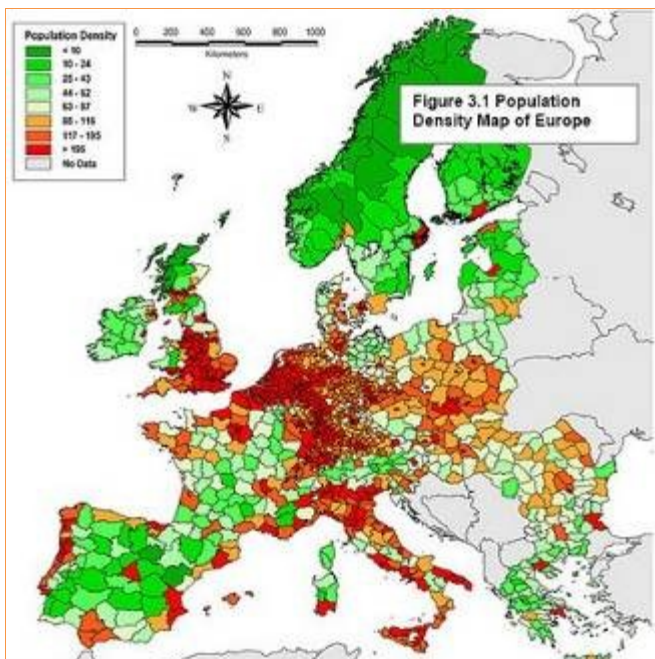 Population Density
< 10
10 - 24
25 - 43
44 - 62
63 - 87
88 - 116
117 - 195
> 195
No Data
0 200 400 600 800 1000
Kilometers
N
W E
S
Figure 3.1 Population
Density Map of Europe